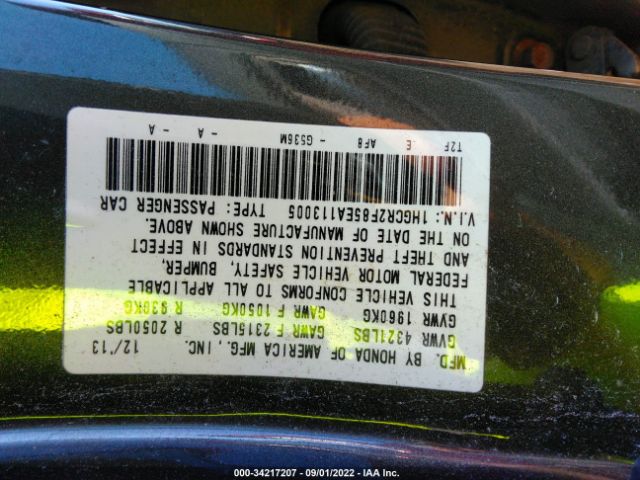 MFD. BY HONDA OF AMERICA MFG., INC. 12/13
GVWR 4321LBS GAWR F 2315LBS R 2050LBS
GVWR 1960KG GAWR F 1050KG R 930KG
THIS VEHICLE CONFORMS TO ALL APPLICABLE
FEDERAL MOTOR VEHICLE SAFETY, BUMPER,
AND THEFT PREVENTION STANDARDS IN EFFECT
ON THE DATE OF MANUFACTURE SHOWN ABOVE.
V.I.N.: 1HGCR2F85EA113005 TYPE: PASSENGER CAR
T2F E AF8 - G536M - A - A
000-34217207 - 09/01/2022 - IAA Inc.